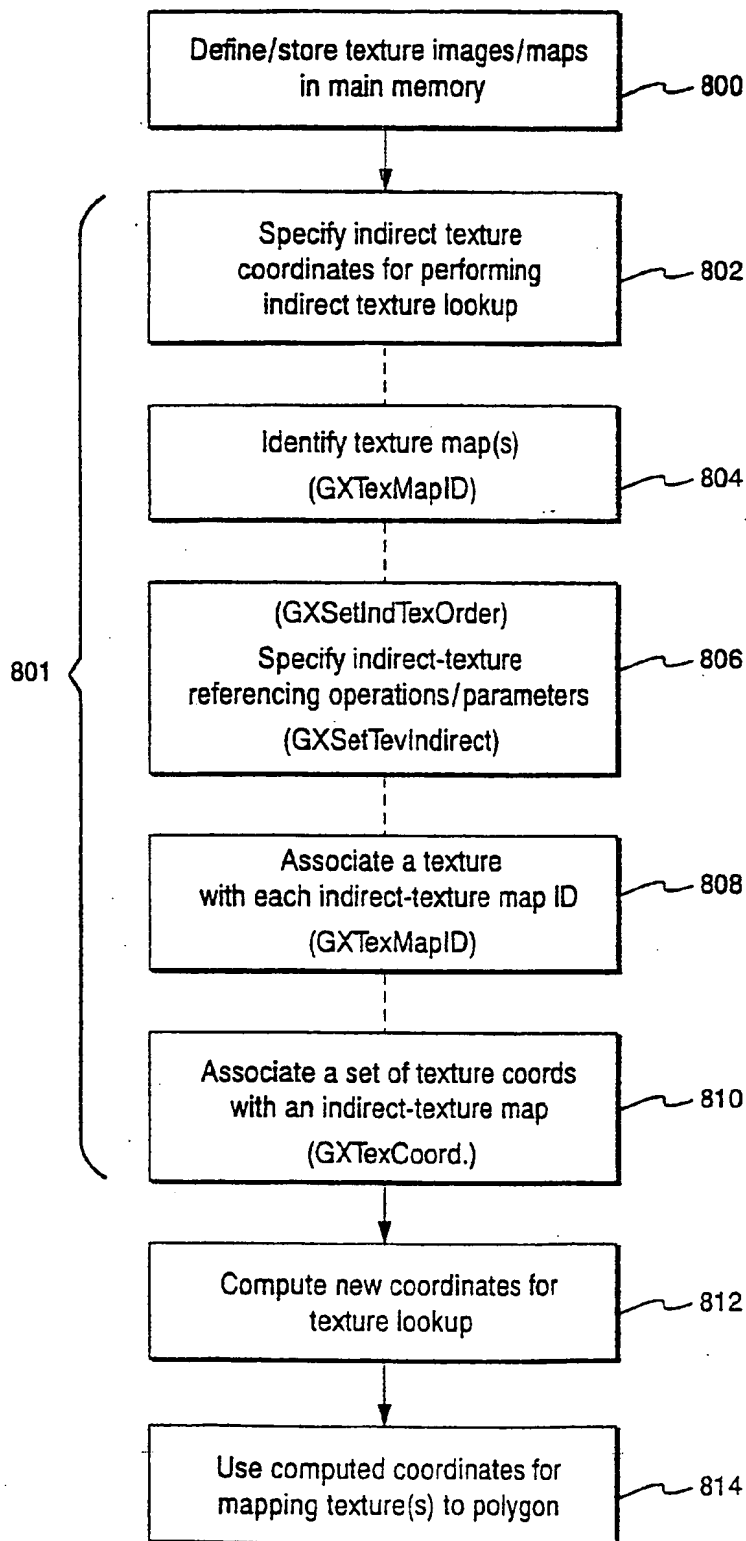 Define/store texture images/maps
in main memory
800
Specify indirect texture
coordinates for performing
indirect texture lookup
802
Identify texture map(s)
(GXTexMapID)
804
801
(GXSetIndTexOrder)
Specify indirect-texture
referencing operations/parameters
(GXSetTevIndirect)
806
Associate a texture
with each indirect-texture map ID
(GXTexMapID)
808
Associate a set of texture coords
with an indirect-texture map
(GXTexCoord.)
810
Compute new coordinates for
texture lookup
812
Use computed coordinates for
mapping texture(s) to polygon
814